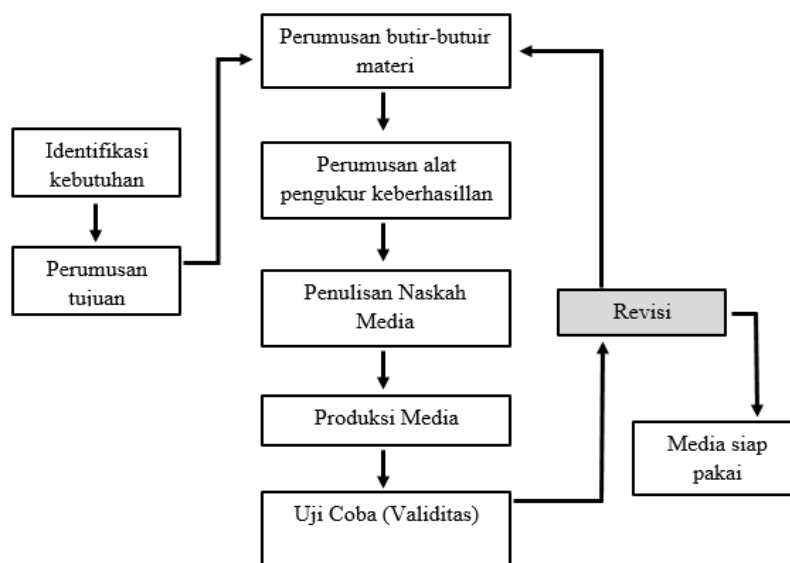 Identifikasi
kebutuhan
Perumusan
tujuan
Perumusan butir-butuir
materi
Perumusan alat
pengukur keberhasillan
Penulisan Naskah
Media
Produksi Media
Uji Coba (Validitas)
Revisi
Media siap
pakai